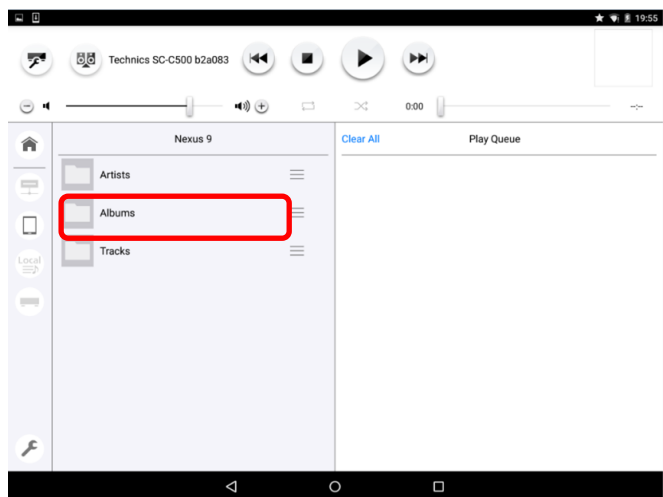 19:55
Technics SC-C500 b2a083
0:00
--:--
Nexus 9
Clear All
Play Queue
Artists
Albums
Local
Tracks